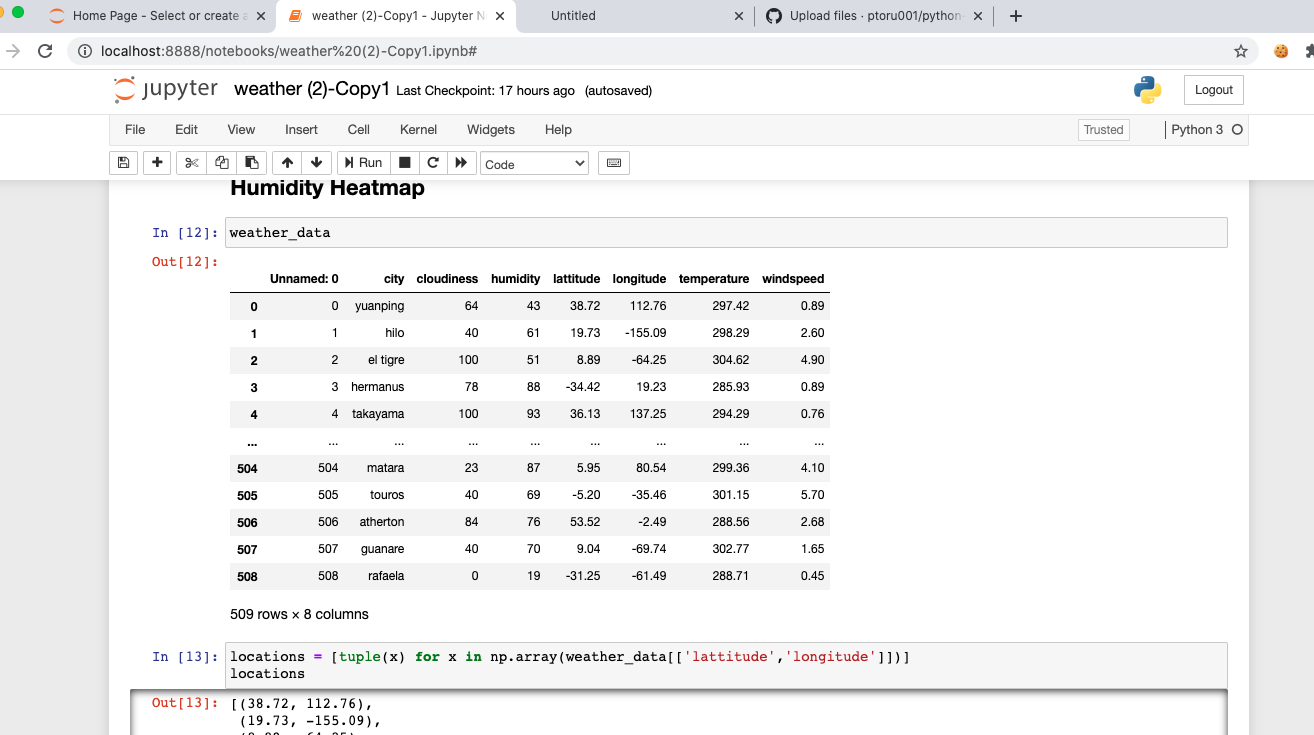 Home Page - Select or create a
weather (2)-Copy1 - Jupyter N
Untitled
Upload files · ptoru001/python-
localhost:8888/notebooks/weather%20(2)-Copy1.ipynb#
jupyter weather (2)-Copy1 Last Checkpoint: 17 hours ago (autosaved)
Logout
File Edit View Insert Cell Kernel Widgets Help
Trusted
Python 3
Run
Code
Humidity Heatmap
In [12]: weather_data
Out[12]:
Unnamed: 0 city cloudiness humidity lattitude longitude temperature windspeed
0 0 yuanping 64 43 38.72 112.76 297.42 0.89
1 1 hilo 40 61 19.73 -155.09 298.29 2.60
2 2 el tigre 100 51 8.89 -64.25 304.62 4.90
3 3 hermanus 78 88 -34.42 19.23 285.93 0.89
4 4 takayama 100 93 36.13 137.25 294.29 0.76
... ... ... ... ... ... ... ... ...
504 504 matara 23 87 5.95 80.54 299.36 4.10
505 505 touros 40 69 -5.20 -35.46 301.15 5.70
506 506 atherton 84 76 53.52 -2.49 288.56 2.68
507 507 guanare 40 70 9.04 -69.74 302.77 1.65
508 508 rafaela 0 19 -31.25 -61.49 288.71 0.45
509 rows × 8 columns
In [13]: locations = [tuple(x) for x in np.array(weather_data[['lattitude','longitude']])]
locations
Out[13]: [(38.72, 112.76),
(19.73, -155.09),